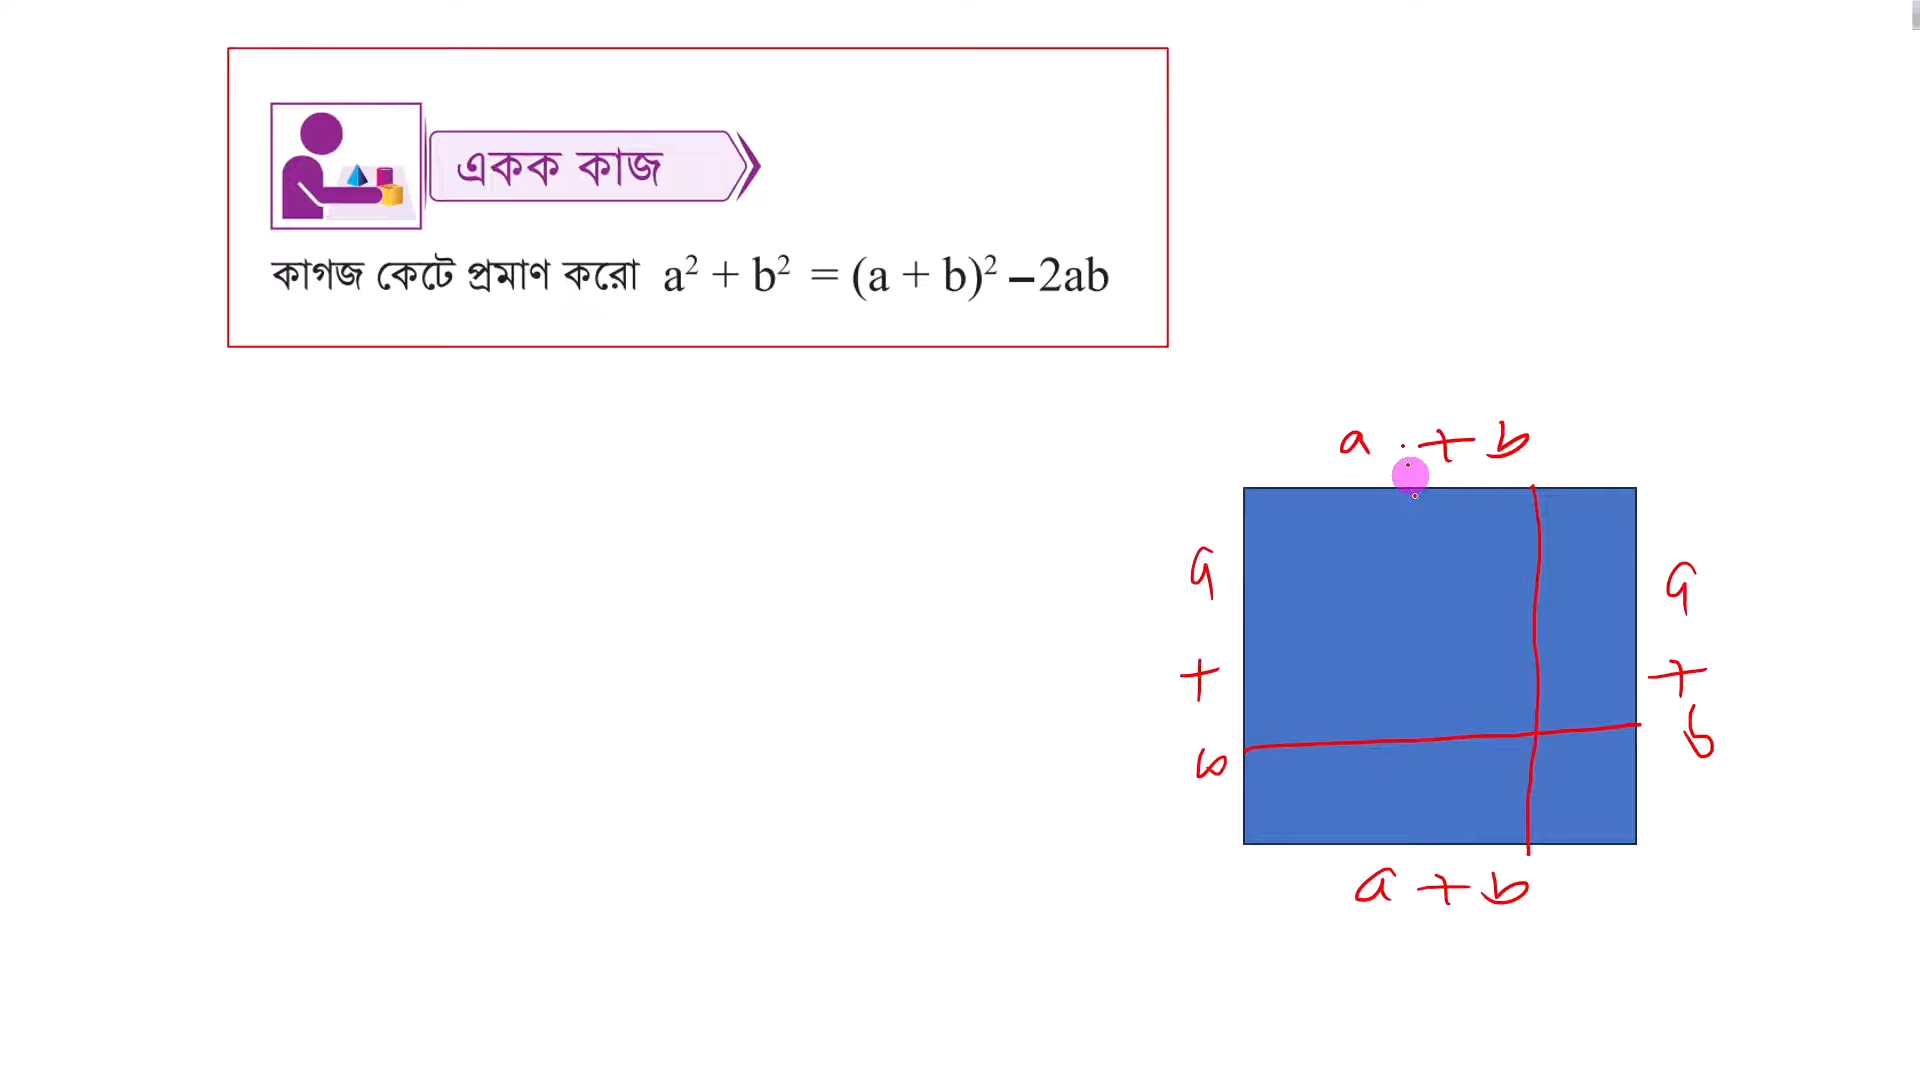 একক কাজ
কাগজ কেটে প্রমাণ করো a² + b² = (a + b)² –2ab
a + b
a
+
b
a
+
b
a + b